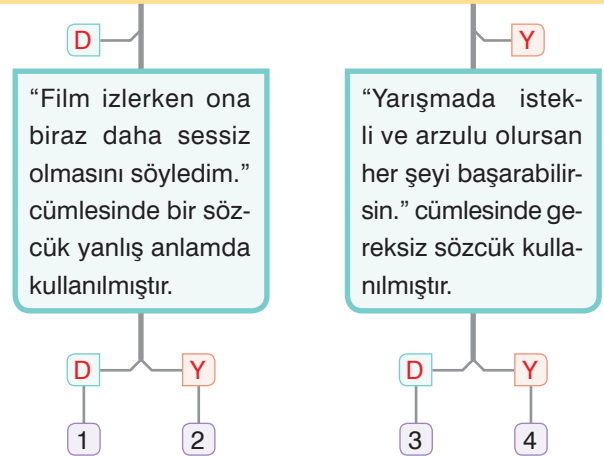 D
Y
“Film izlerken ona
biraz daha sessiz
olmasını söyledim.”
cümlesinde bir söz-
cük yanlış anlamda
kullanılmıştır.
“Yarışmada istek-
li ve arzulu olursan
her şeyi başarabilir-
sin.” cümlesinde ge-
reksiz sözcük kulla-
nılmıştır.
D
Y
D
Y
1
2
3
4